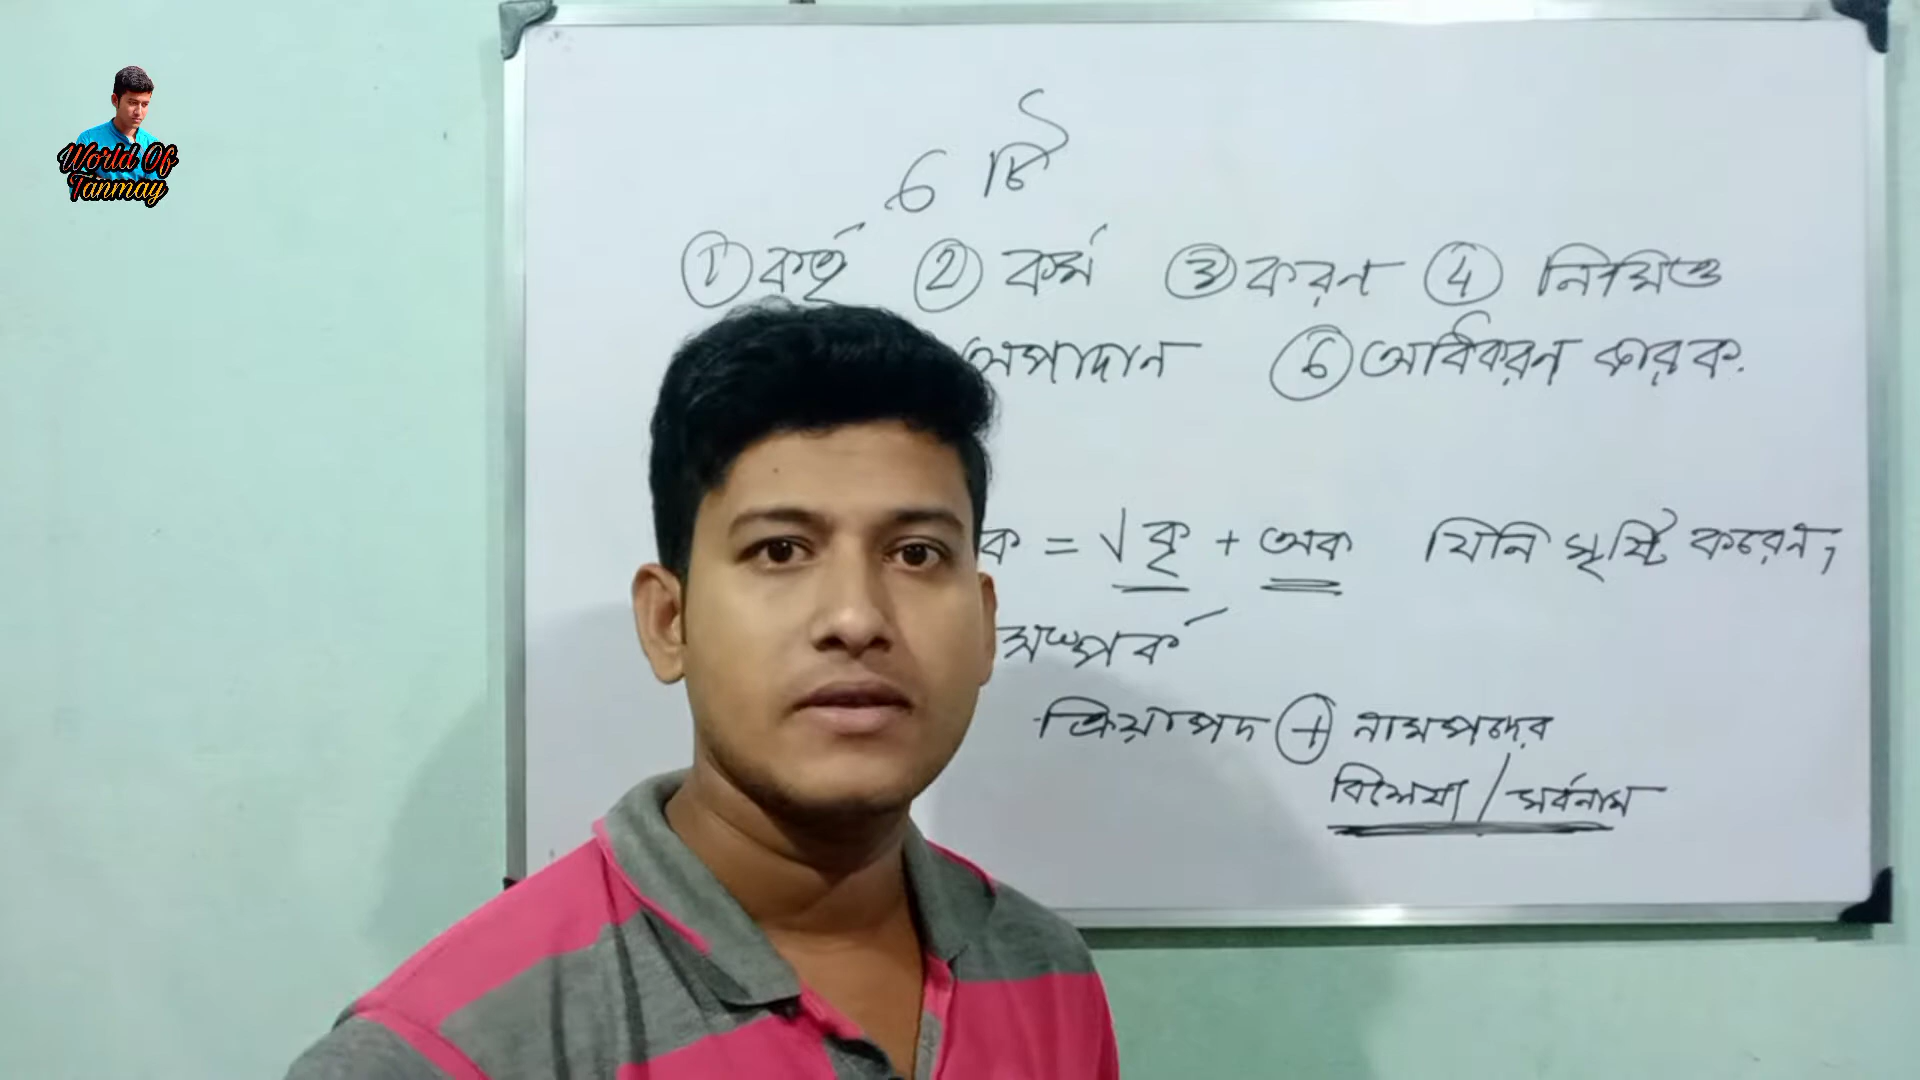 World Of
Tanmay
৬ টি
① কর্তৃ ② কর্ম ③ করণ ④ নিমিত্ত
অপাদান ⑥ অধিকরণ কারক.
ক = √কৃ + অক যিনি সৃষ্টি করেন,
সম্পর্ক
ক্রিয়াপদ + নামপদের
বিশেষ্য / সর্বনাম